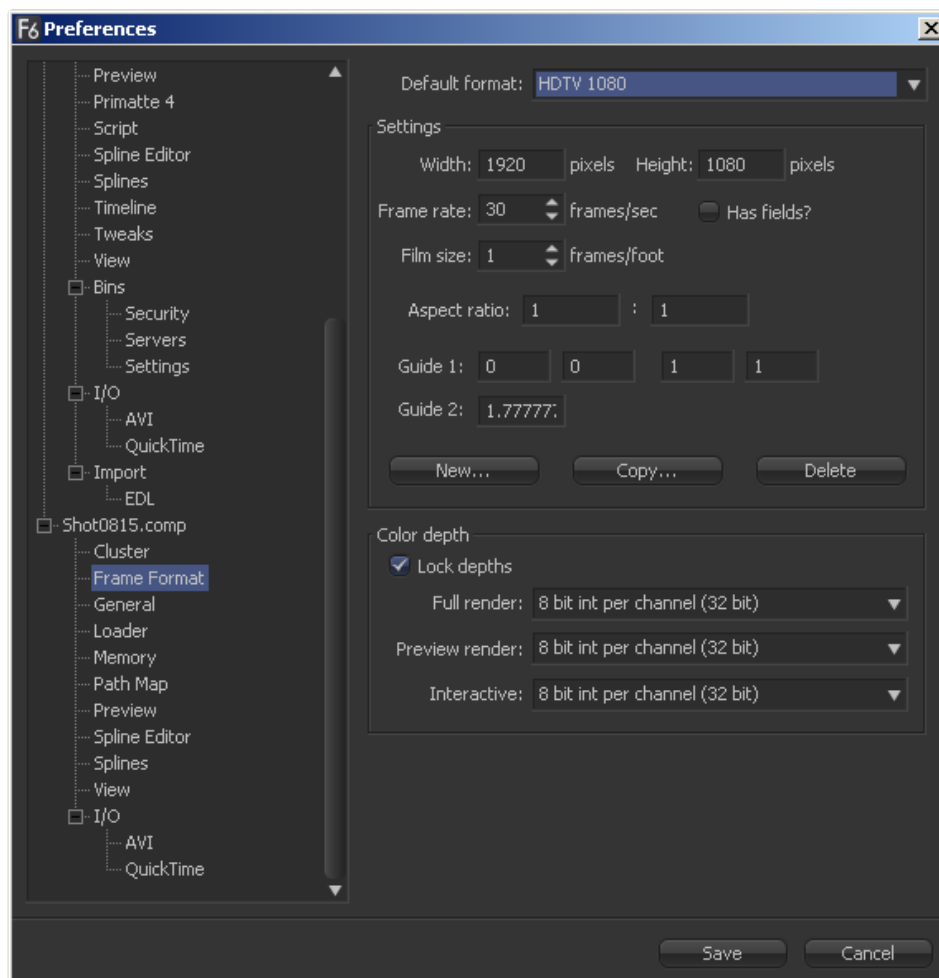 F6 Preferences
Preview
Primatte 4
Script
Spline Editor
Splines
Timeline
Tweaks
View
Bins
Security
Servers
Settings
I/O
AVI
QuickTime
Import
EDL
Shot0815.comp
Cluster
Frame Format
General
Loader
Memory
Path Map
Preview
Spline Editor
Splines
View
I/O
AVI
QuickTime
Default format: HDTV 1080
Settings
Width: 1920 pixels Height: 1080 pixels
Frame rate: 30 frames/sec Has fields?
Film size: 1 frames/foot
Aspect ratio: 1 : 1
Guide 1: 0 0 1 1
Guide 2: 1.77777
New... Copy... Delete
Color depth
Lock depths
Full render: 8 bit int per channel (32 bit)
Preview render: 8 bit int per channel (32 bit)
Interactive: 8 bit int per channel (32 bit)
Save Cancel